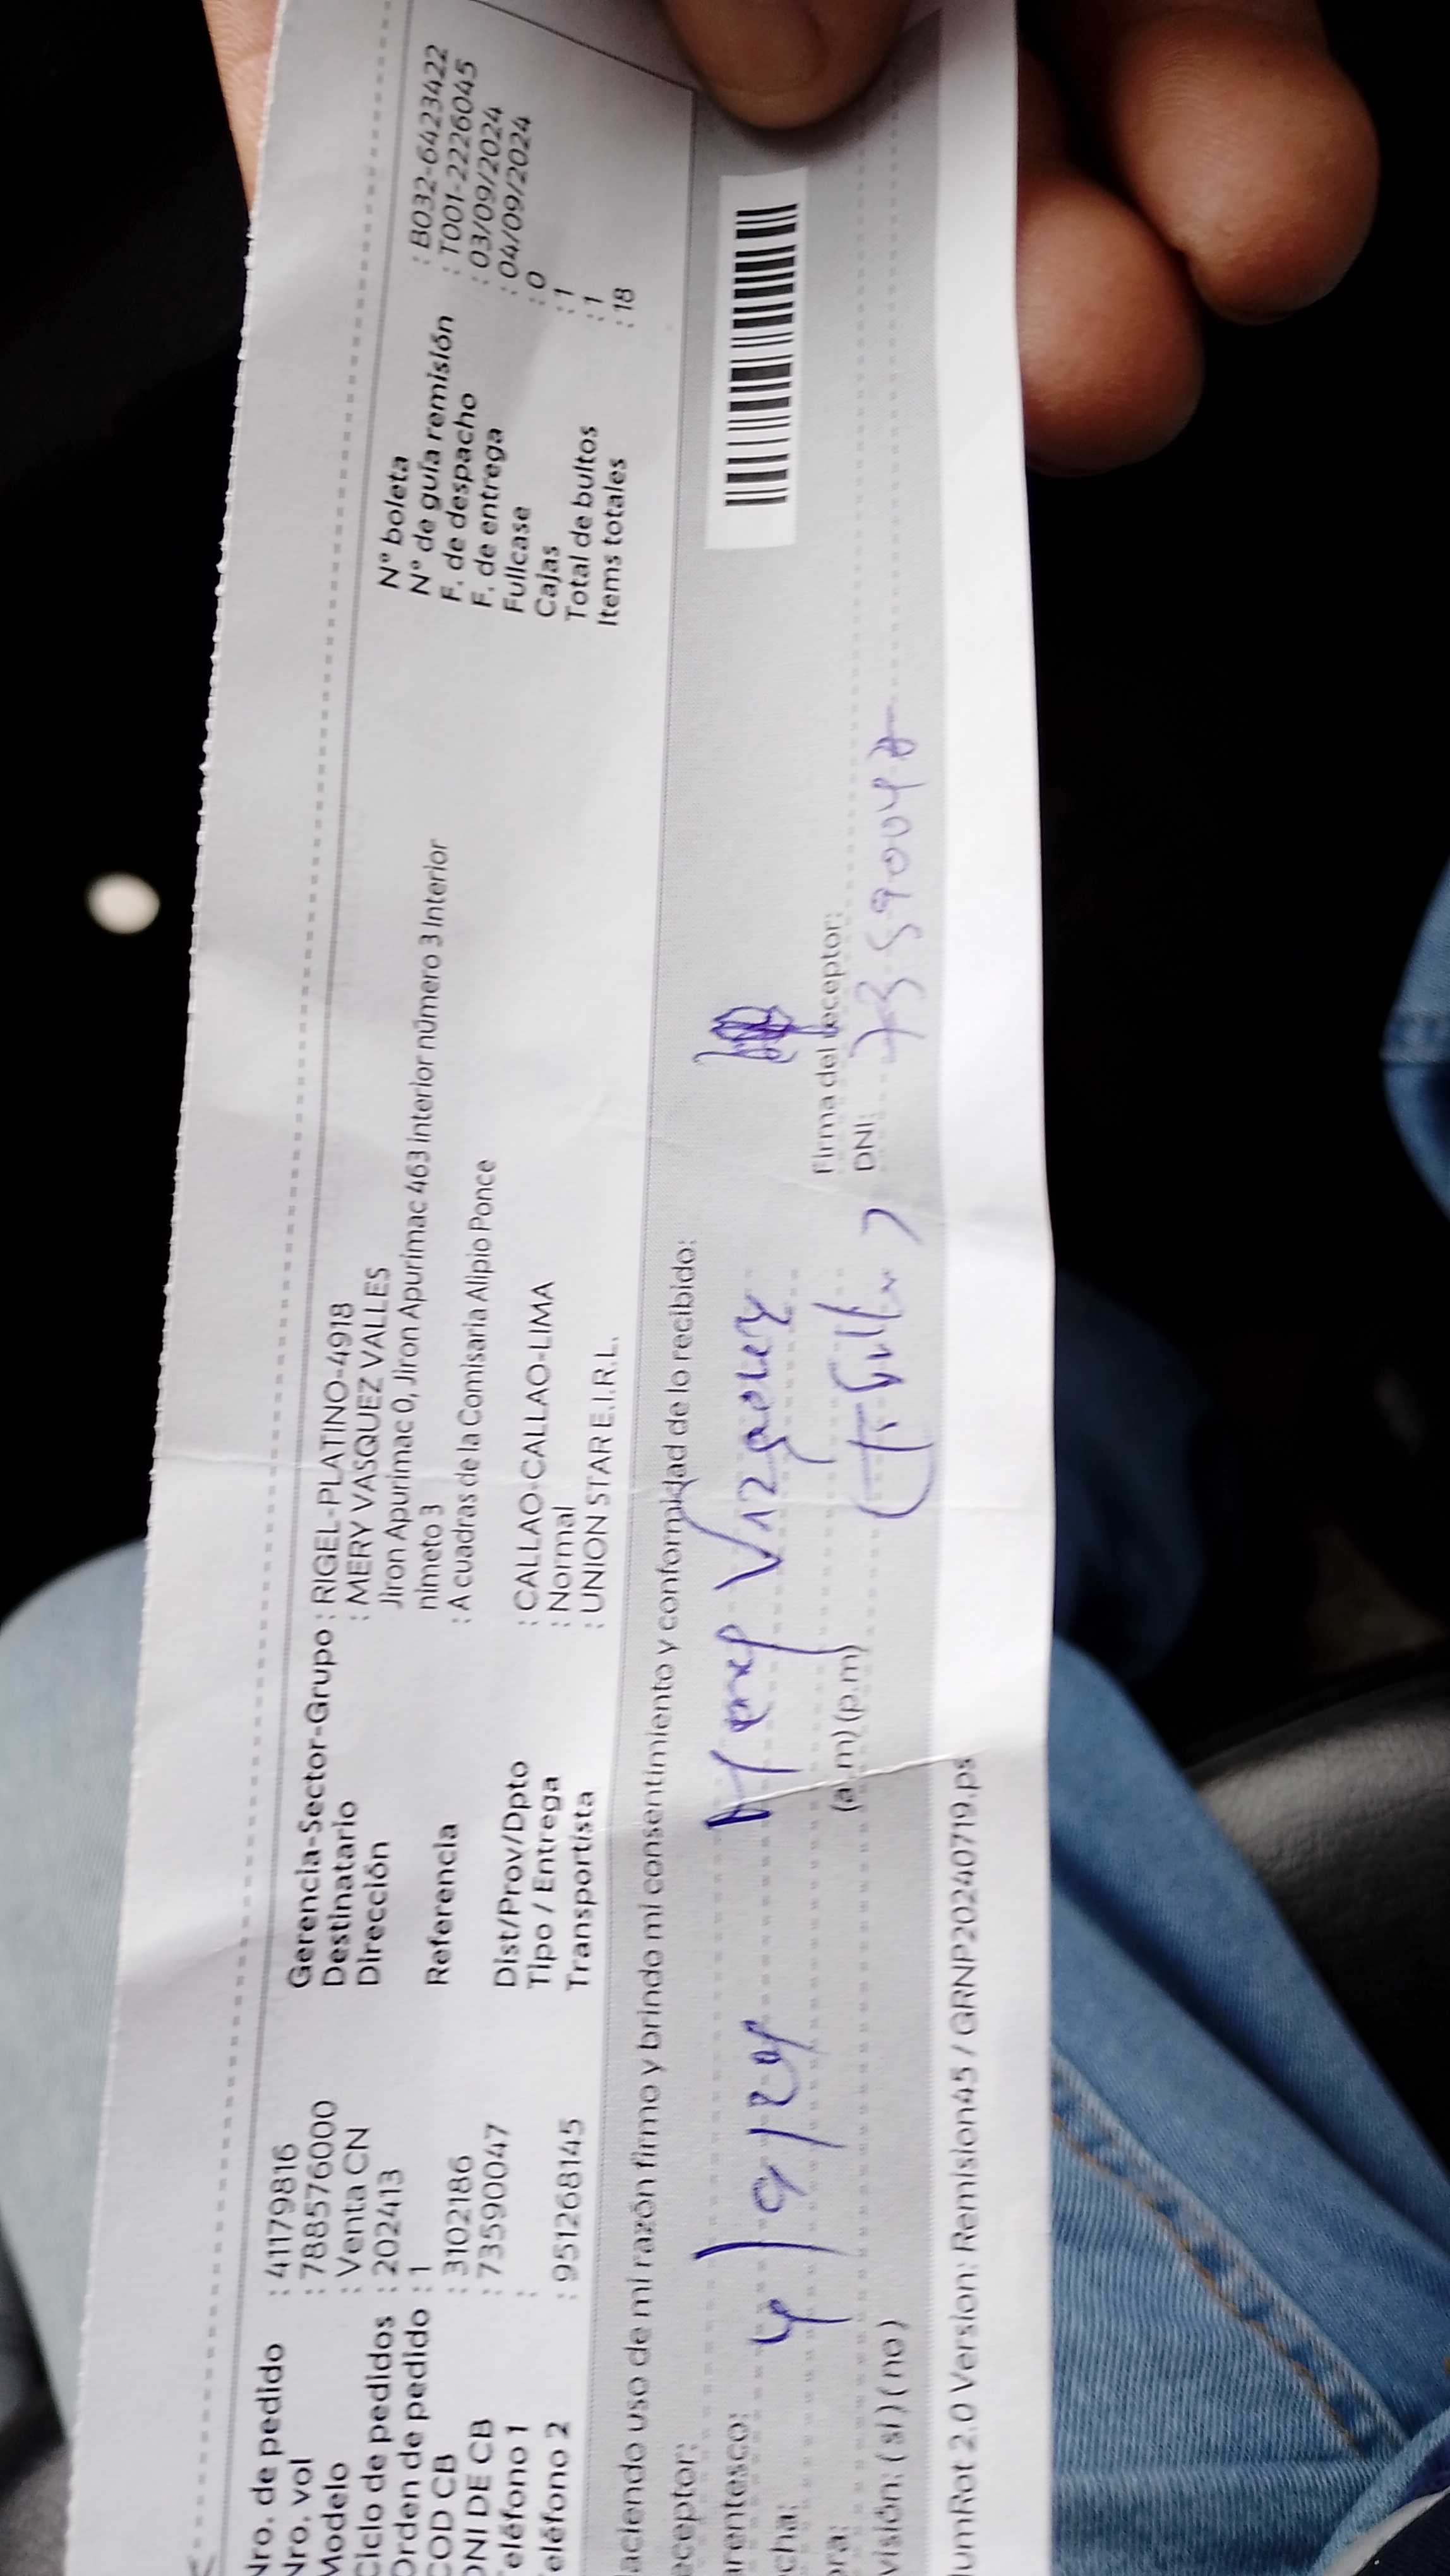 Nro. de pedido : 41179816
Nro. vol : 788576000
Modelo : Venta CN
Ciclo de pedidos : 202413
Orden de pedido : 1
COD CB : 3102186
DNI DE CB : 73590047
eléfono 1 :
eléfono 2 : 951268145
Gerencia-Sector-Grupo : RIGEL-PLATINO-4918
Destinatario : MERY VASQUEZ VALLES
Dirección Jiron Apurimac 0, Jiron Apurimac 463 interior número 3 Interior
nimeto 3
Referencia : A cuadras de la Comisaria Alipio Ponce
Dist/Prov/Dpto : CALLAO-CALLAO-LIMA
Tipo / Entrega : Normal
Transportista : UNION STAR E.I.R.L.
N° boleta : B032-6423422
N° de guía remisión : T001-2226045
F. de despacho : 03/09/2024
F. de entrega : 04/09/2024
Fullcase : 0
Cajas : 1
Total de bultos : 1
Items totales : 18
aciendo uso de mi razón firmo y brindo mi consentimiento y conformidad de lo recibido:
eceptor:
arentesco:
cha: 4/9/24
ora: (a.m) (p.m)
visión: (si) (no)
Firma del receptor:
DNI: 73590047
lumRot 2.0 Version: Remision45 / GRNP20240719.ps